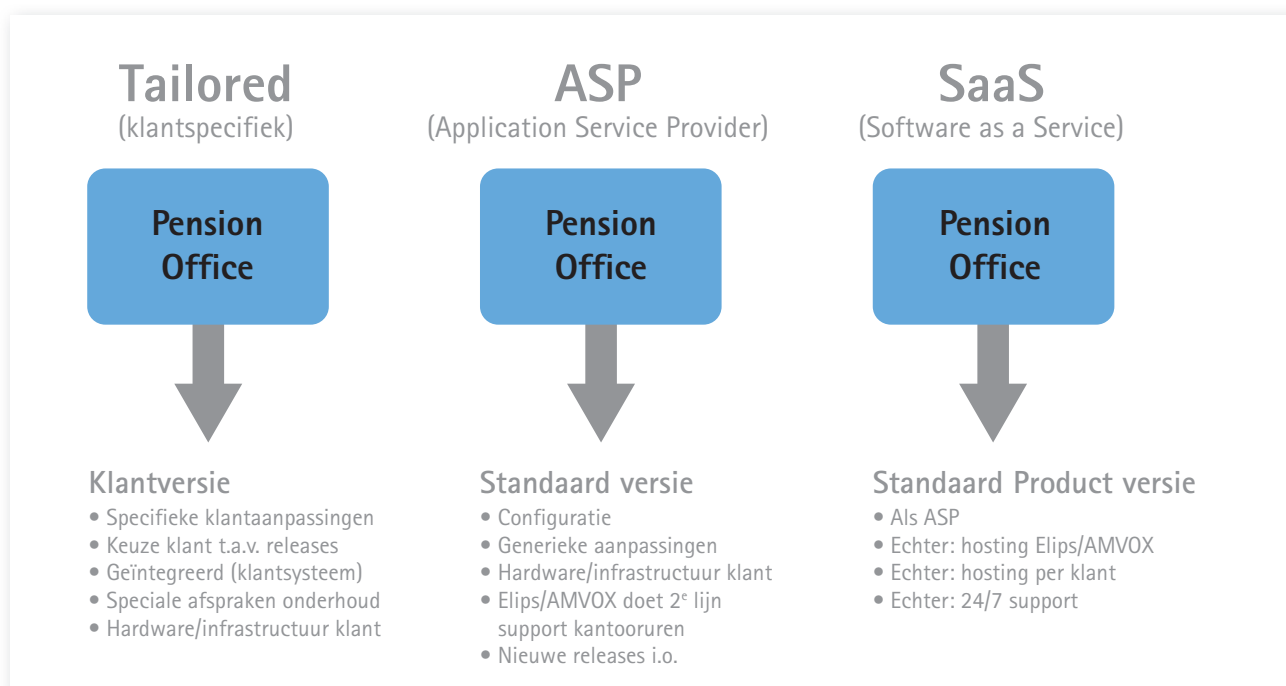 Tailored
(klantspecifiek)
Pension
Office
Klantversie
• Specifieke klantaanpassingen
• Keuze klant t.a.v. releases
• Geïntegreerd (klantsysteem)
• Speciale afspraken onderhoud
• Hardware/infrastructuur klant
ASP
(Application Service Provider)
Pension
Office
Standaard versie
• Configuratie
• Generieke aanpassingen
• Hardware/infrastructuur klant
• Elips/AMVOX doet 2e lijn
support kantooruren
• Nieuwe releases i.o.
SaaS
(Software as a Service)
Pension
Office
Standaard Product versie
• Als ASP
• Echter: hosting Elips/AMVOX
• Echter: hosting per klant
• Echter: 24/7 support